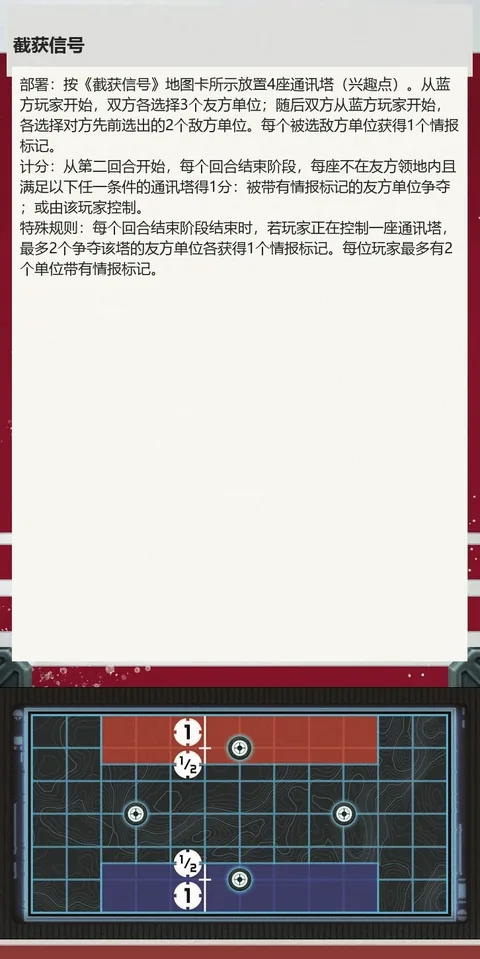 截获信号
部署：按《截获信号》地图卡所示放置4座通讯塔（兴趣点）。从蓝
方玩家开始，双方各选择3个友方单位；随后双方从蓝方玩家开始，
各选择对方先前选出的2个敌方单位。每个被选敌方单位获得1个情报
标记。
计分：从第二回合开始，每个回合结束阶段，每座不在友方领地内且
满足以下任一条件的通讯塔得1分：被带有情报标记的友方单位争夺
；或由该玩家控制。
特殊规则：每个回合结束阶段结束时，若玩家正在控制一座通讯塔，
最多2个争夺该塔的友方单位各获得1个情报标记。每位玩家最多有2
个单位带有情报标记。
1
1/2
1/2
1